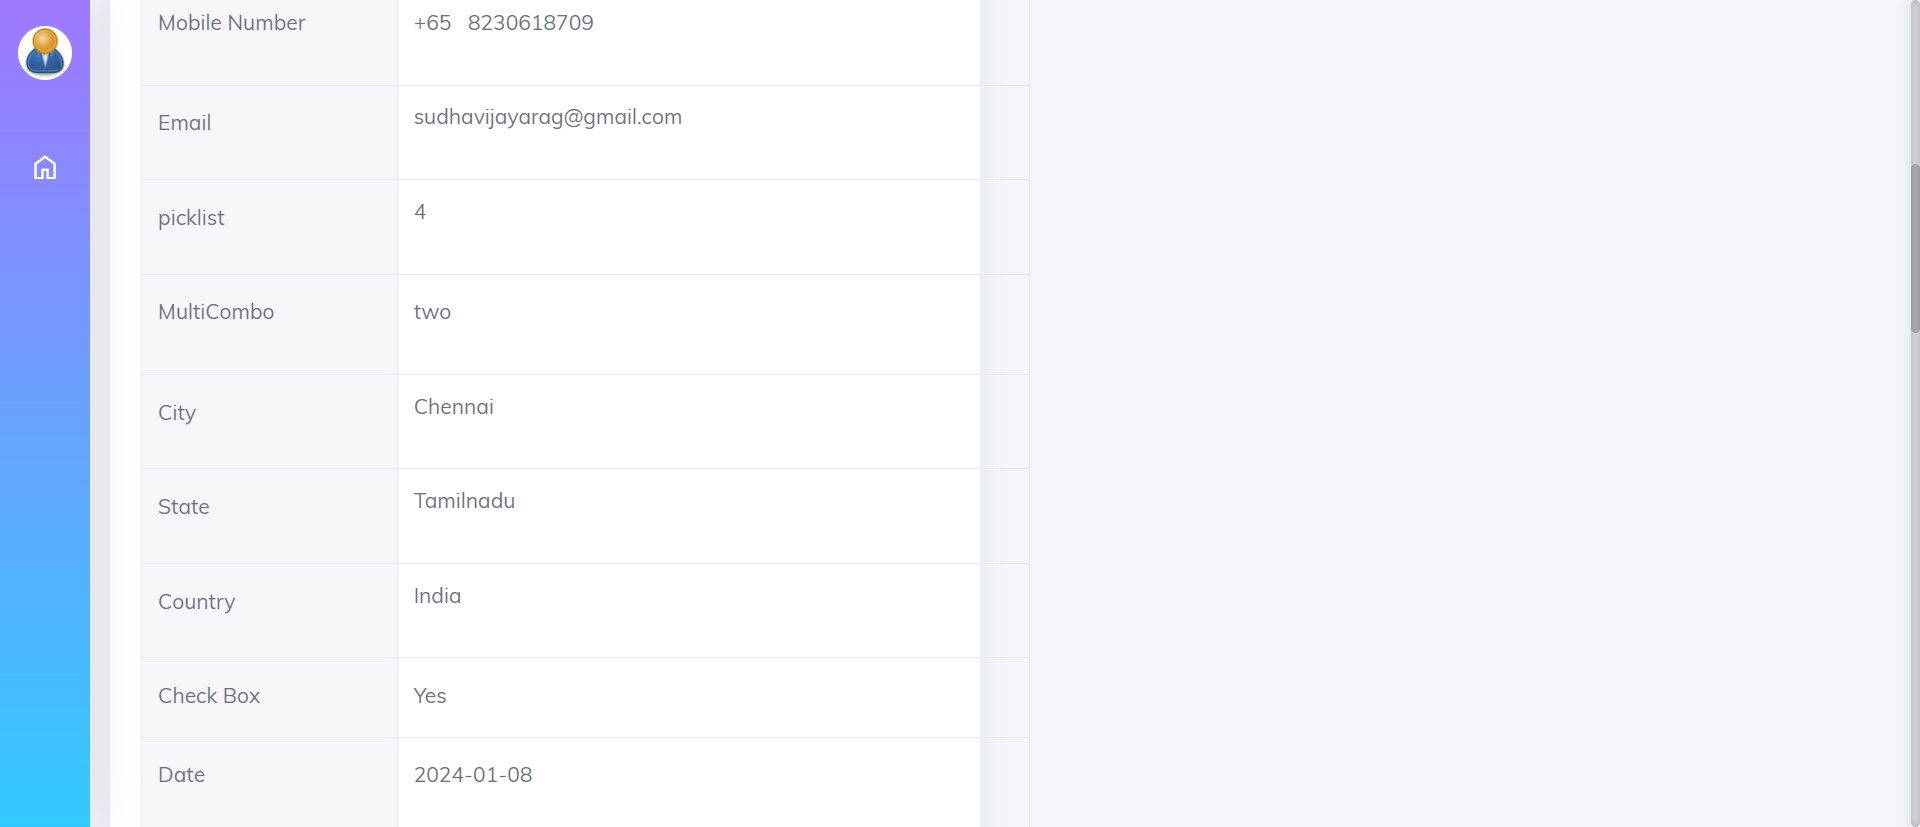 Mobile Number +65 8230618709
Email sudhavijayarag@gmail.com
picklist 4
MultiCombo two
City Chennai
State Tamilnadu
Country India
Check Box Yes
Date 2024-01-08